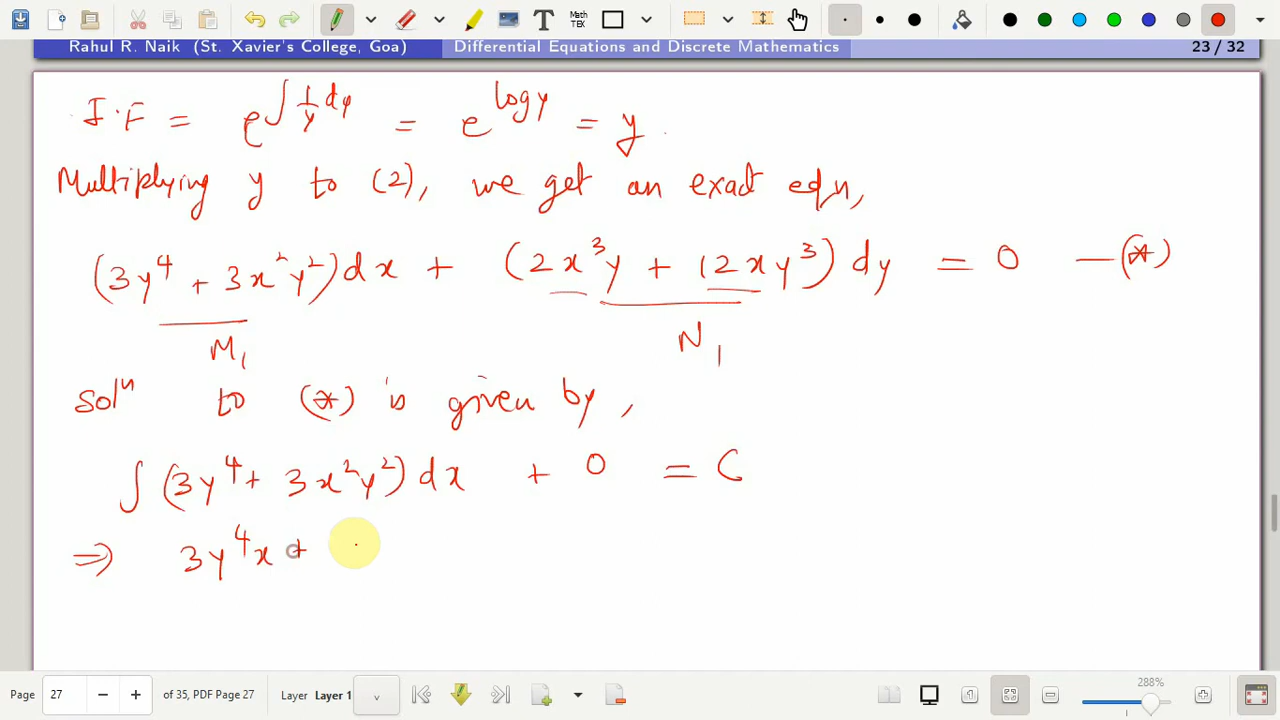 Rahul R. Naik (St. Xavier's College, Goa) Differential Equations and Discrete Mathematics 23 / 32
I.F = e^∫ 1/y dy = e^log y = y.
Multiplying y to (2), we get an exact eqn,
(3y⁴ + 3x²y²)dx + (2x³y + 12xy³) dy = 0 —(*)
M₁ N₁
Solⁿ to (*) is given by,
∫(3y⁴ + 3x²y²)dx + 0 = C
⇒ 3y⁴x +
Page 27 of 35, PDF Page 27 Layer Layer 1 288%